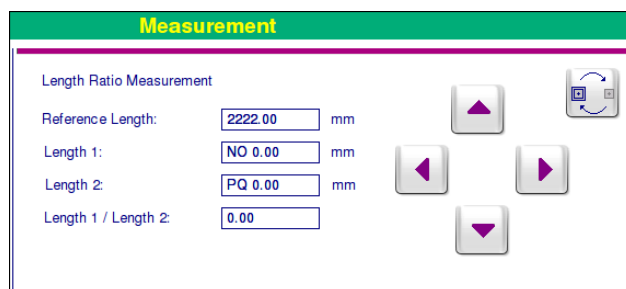 Measurement
Length Ratio Measurement
Reference Length: 2222.00 mm
Length 1: NO 0.00 mm
Length 2: PQ 0.00 mm
Length 1 / Length 2: 0.00